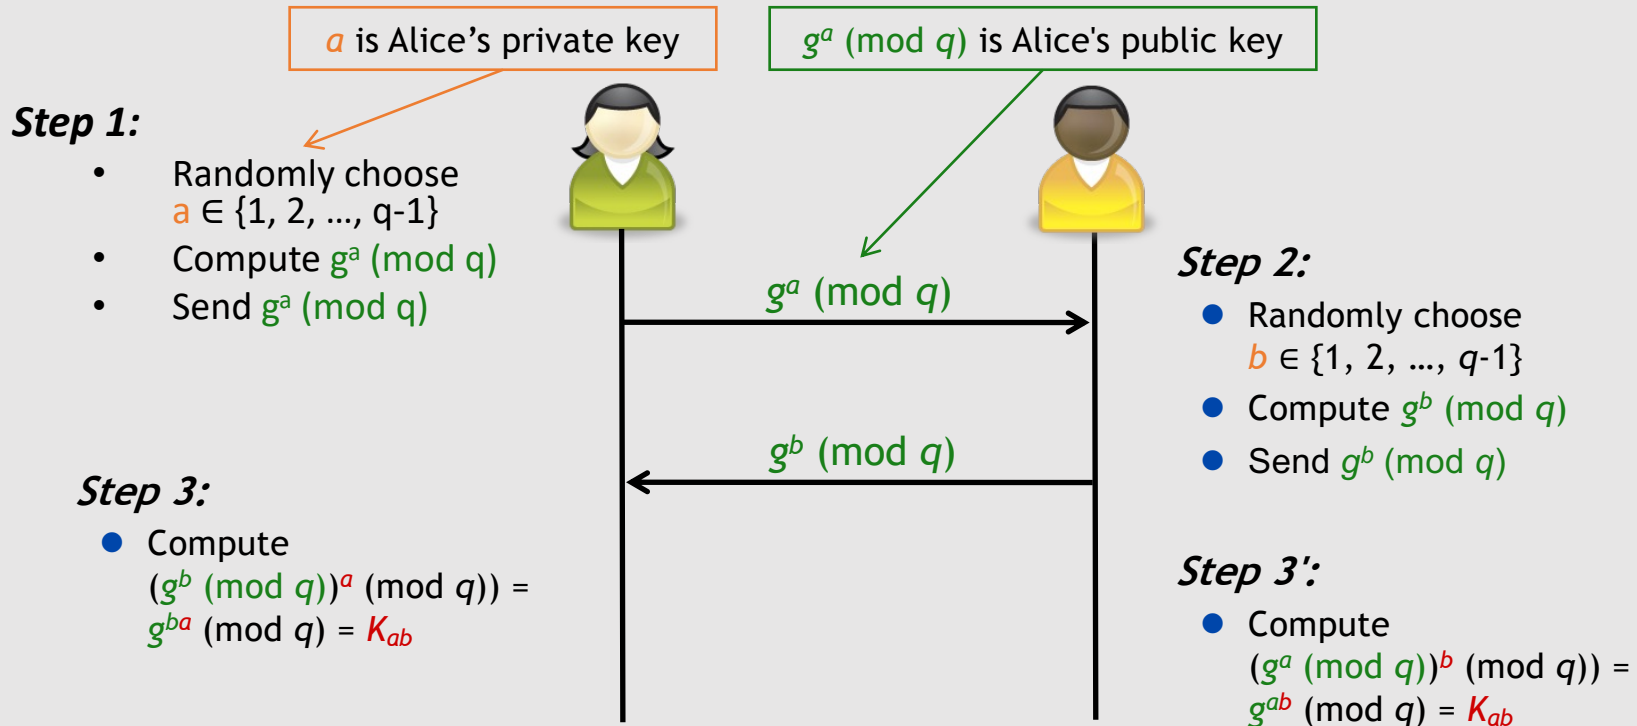 a is Alice’s private key
g^a (mod q) is Alice's public key
Step 1:
• Randomly choose
a ∈ {1, 2, ..., q-1}
• Compute g^a (mod q)
• Send g^a (mod q)
g^a (mod q)
Step 2:
● Randomly choose
b ∈ {1, 2, ..., q-1}
● Compute g^b (mod q)
● Send g^b (mod q)
g^b (mod q)
Step 3:
● Compute
(g^b (mod q))^a (mod q)) =
g^ba (mod q) = K_ab
Step 3':
● Compute
(g^a (mod q))^b (mod q)) =
g^ab (mod q) = K_ab